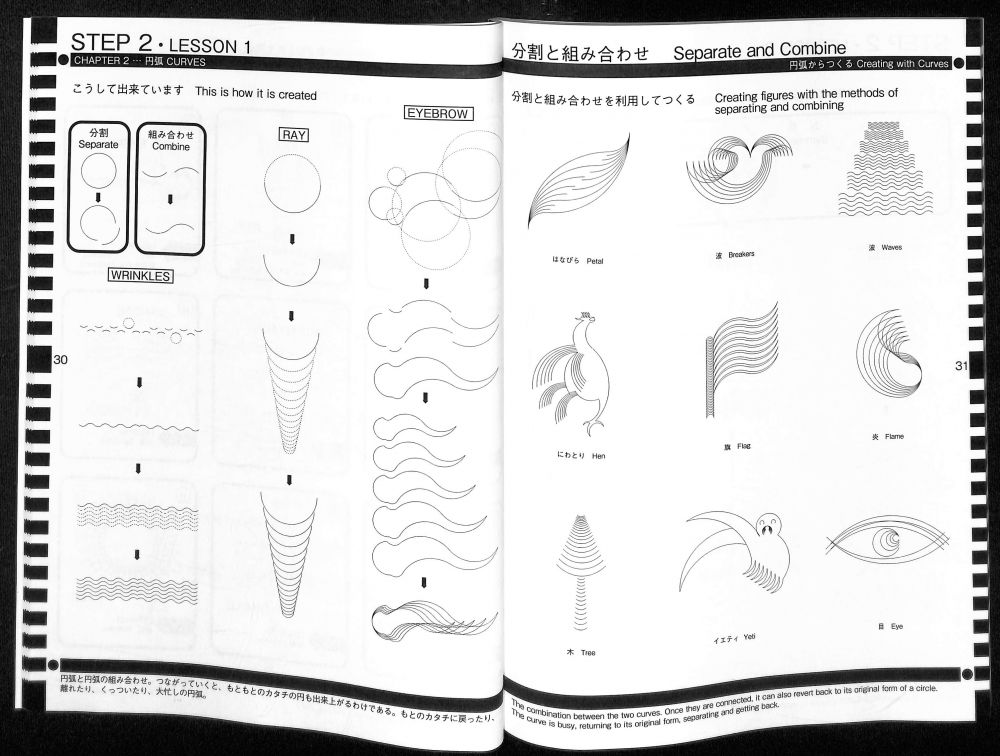 STEP 2・LESSON 1
CHAPTER 2 … 円弧 CURVES
こうして出来ています This is how it is created
分割
Separate
組み合わせ
Combine
WRINKLES
RAY
EYEBROW
30
円弧と円弧の組み合わせ。つながっていくと、もともとのカタチの円も出来上がるわけである。もとのカタチに戻ったり、
離れたり、くっついたり、大忙しの円弧。
分割と組み合わせ Separate and Combine
円弧からつくる Creating with Curves
分割と組み合わせを利用してつくる
Creating figures with the methods of
separating and combining
はなびら Petal
波 Breakers
波 Waves
にわとり Hen
旗 Flag
炎 Flame
木 Tree
イエティ Yeti
目 Eye
31
The combination between the two curves. Once they are connected, it can also revert back to its original form of a circle.
The curve is busy, returning to its original form, separating and getting back.